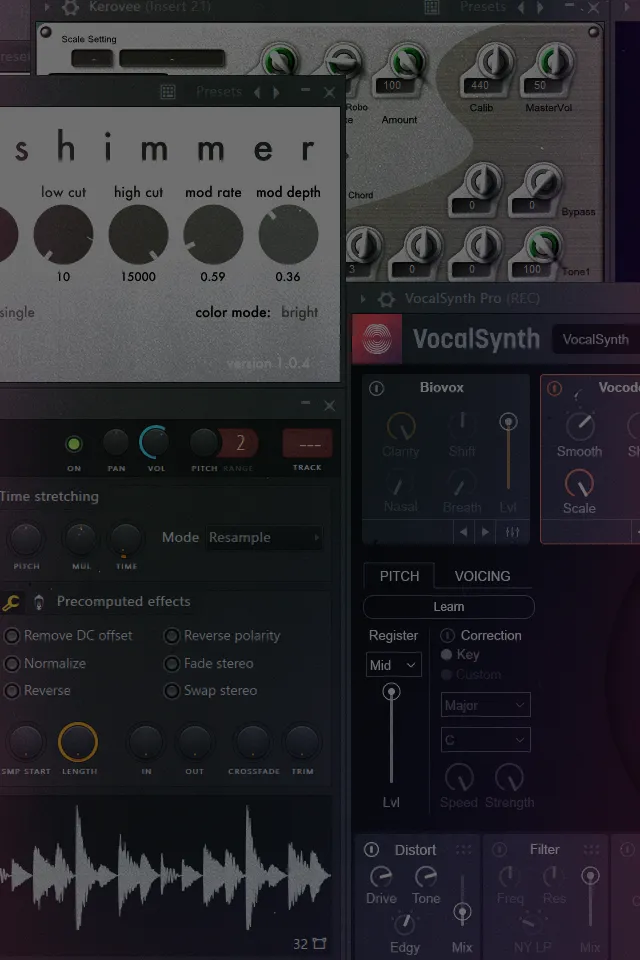 Kerovee (Insert 21)
Presets
Scale Setting
-
-
100
Amount
440
Calib
50
MasterVol
Robo
Chord
0
0
Bypass
3
0
0
100
Tone1
Presets
shimmer
low cut
high cut
mod rate
mod depth
10
15000
0.59
0.36
single
color mode: bright
version 1.0.4
VocalSynth Pro (REC)
VocalSynth
VocalSynth
Biovox
Clarity
Shift
Nasal
Breath
Lvl
Vocod
Smooth
Sh
Scale
PITCH
VOICING
Learn
Register
Mid
Lvl
Correction
Key
Custom
Major
C
Speed
Strength
Distort
Drive
Tone
Edgy
Mix
Filter
Freq
Res
NY LP
Mix
ON
PAN
VOL
PITCH
RANGE
2
---
TRACK
Time stretching
PITCH
MUL
TIME
Mode
Resample
Precomputed effects
Remove DC offset
Reverse polarity
Normalize
Fade stereo
Reverse
Swap stereo
SMP START
LENGTH
IN
OUT
CROSSFADE
TRIM
32